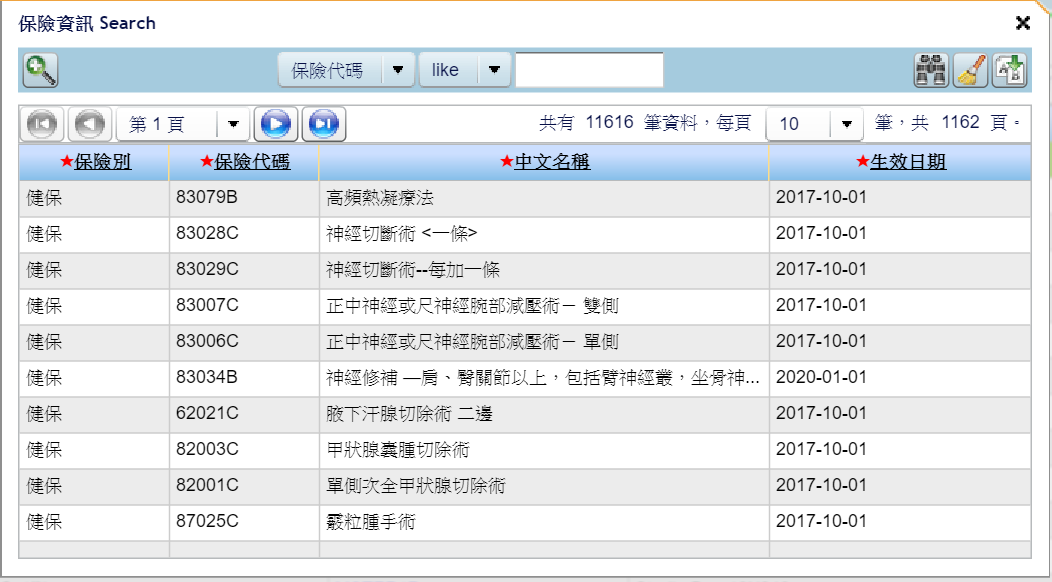 保險資訊 Search
保險代碼 like
第 1 頁 共有 11616 筆資料，每頁 10 筆，共 1162 頁。
★保險別 ★保險代碼 ★中文名稱 ★生效日期
健保 83079B 高頻熱凝療法 2017-10-01
健保 83028C 神經切斷術 <一條> 2017-10-01
健保 83029C 神經切斷術--每加一條 2017-10-01
健保 83007C 正中神經或尺神經腕部減壓術－ 雙側 2017-10-01
健保 83006C 正中神經或尺神經腕部減壓術－ 單側 2017-10-01
健保 83034B 神經修補 —肩、臀關節以上，包括臂神經叢，坐骨神... 2020-01-01
健保 62021C 腋下汗腺切除術 二邊 2017-10-01
健保 82003C 甲狀腺囊腫切除術 2017-10-01
健保 82001C 單側次全甲狀腺切除術 2017-10-01
健保 87025C 霰粒腫手術 2017-10-01